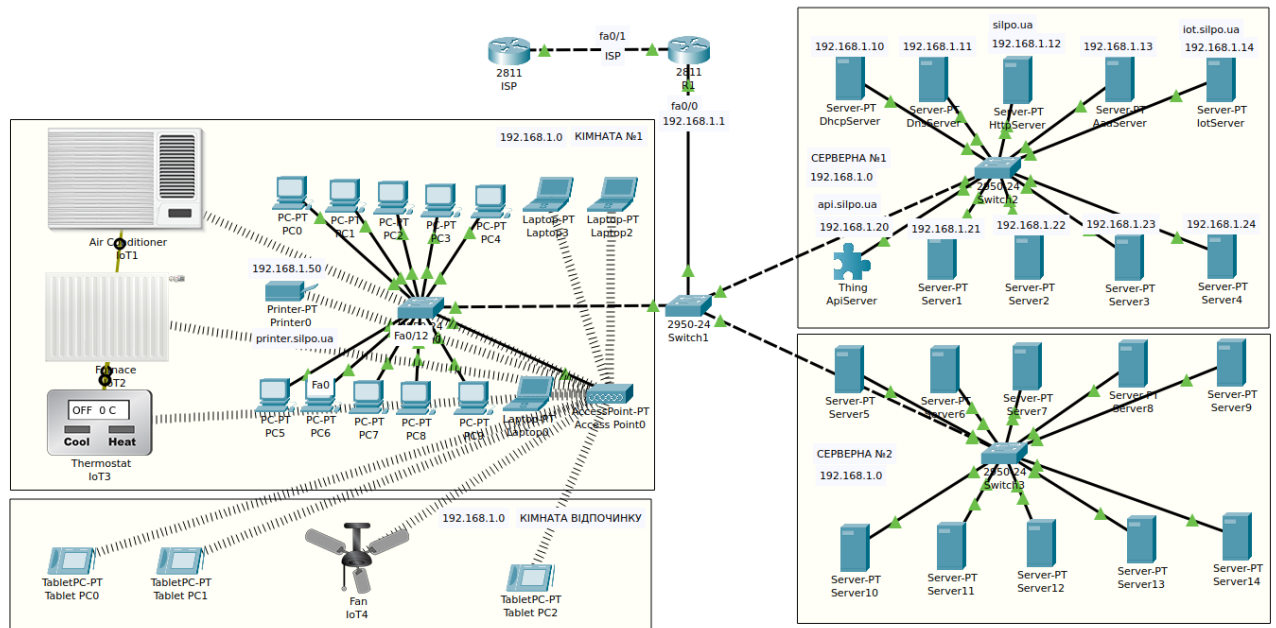 fa0/1
ISP
2811
ISP
2811
R1
fa0/0
192.168.1.1
192.168.1.0 КІМНАТА №1
Air Conditioner
IoT1
Furnace
IoT2
OFF 0 C
Cool Heat
Thermostat
IoT3
PC-PT
PC0
PC-PT
PC1
PC-PT
PC2
PC-PT
PC3
PC-PT
PC4
Laptop-PT
Laptop3
Laptop-PT
Laptop2
192.168.1.50
Printer-PT
Printer0
printer.silpo.ua
Fa0/12
Fa0
PC-PT
PC5
PC-PT
PC6
PC-PT
PC7
PC-PT
PC8
PC-PT
PC9
Laptop-PT
Laptop0
AccessPoint-PT
Access Point0
2950-24
Switch1
192.168.1.0 КІМНАТА ВІДПОЧИНКУ
TabletPC-PT
Tablet PC0
TabletPC-PT
Tablet PC1
Fan
IoT4
TabletPC-PT
Tablet PC2
silpo.ua
iot.silpo.ua
192.168.1.10
192.168.1.11
192.168.1.12
192.168.1.13
192.168.1.14
Server-PT
DhcpServer
Server-PT
DnsServer
Server-PT
HttpServer
Server-PT
AaaServer
Server-PT
IotServer
СЕРВЕРНА №1
192.168.1.0
2950-24
Switch2
api.silpo.ua
192.168.1.20
192.168.1.21
192.168.1.22
192.168.1.23
192.168.1.24
Thing
ApiServer
Server-PT
Server1
Server-PT
Server2
Server-PT
Server3
Server-PT
Server4
Server-PT
Server5
Server-PT
Server6
Server-PT
Server7
Server-PT
Server8
Server-PT
Server9
СЕРВЕРНА №2
192.168.1.0
2950-24
Switch3
Server-PT
Server10
Server-PT
Server11
Server-PT
Server12
Server-PT
Server13
Server-PT
Server14